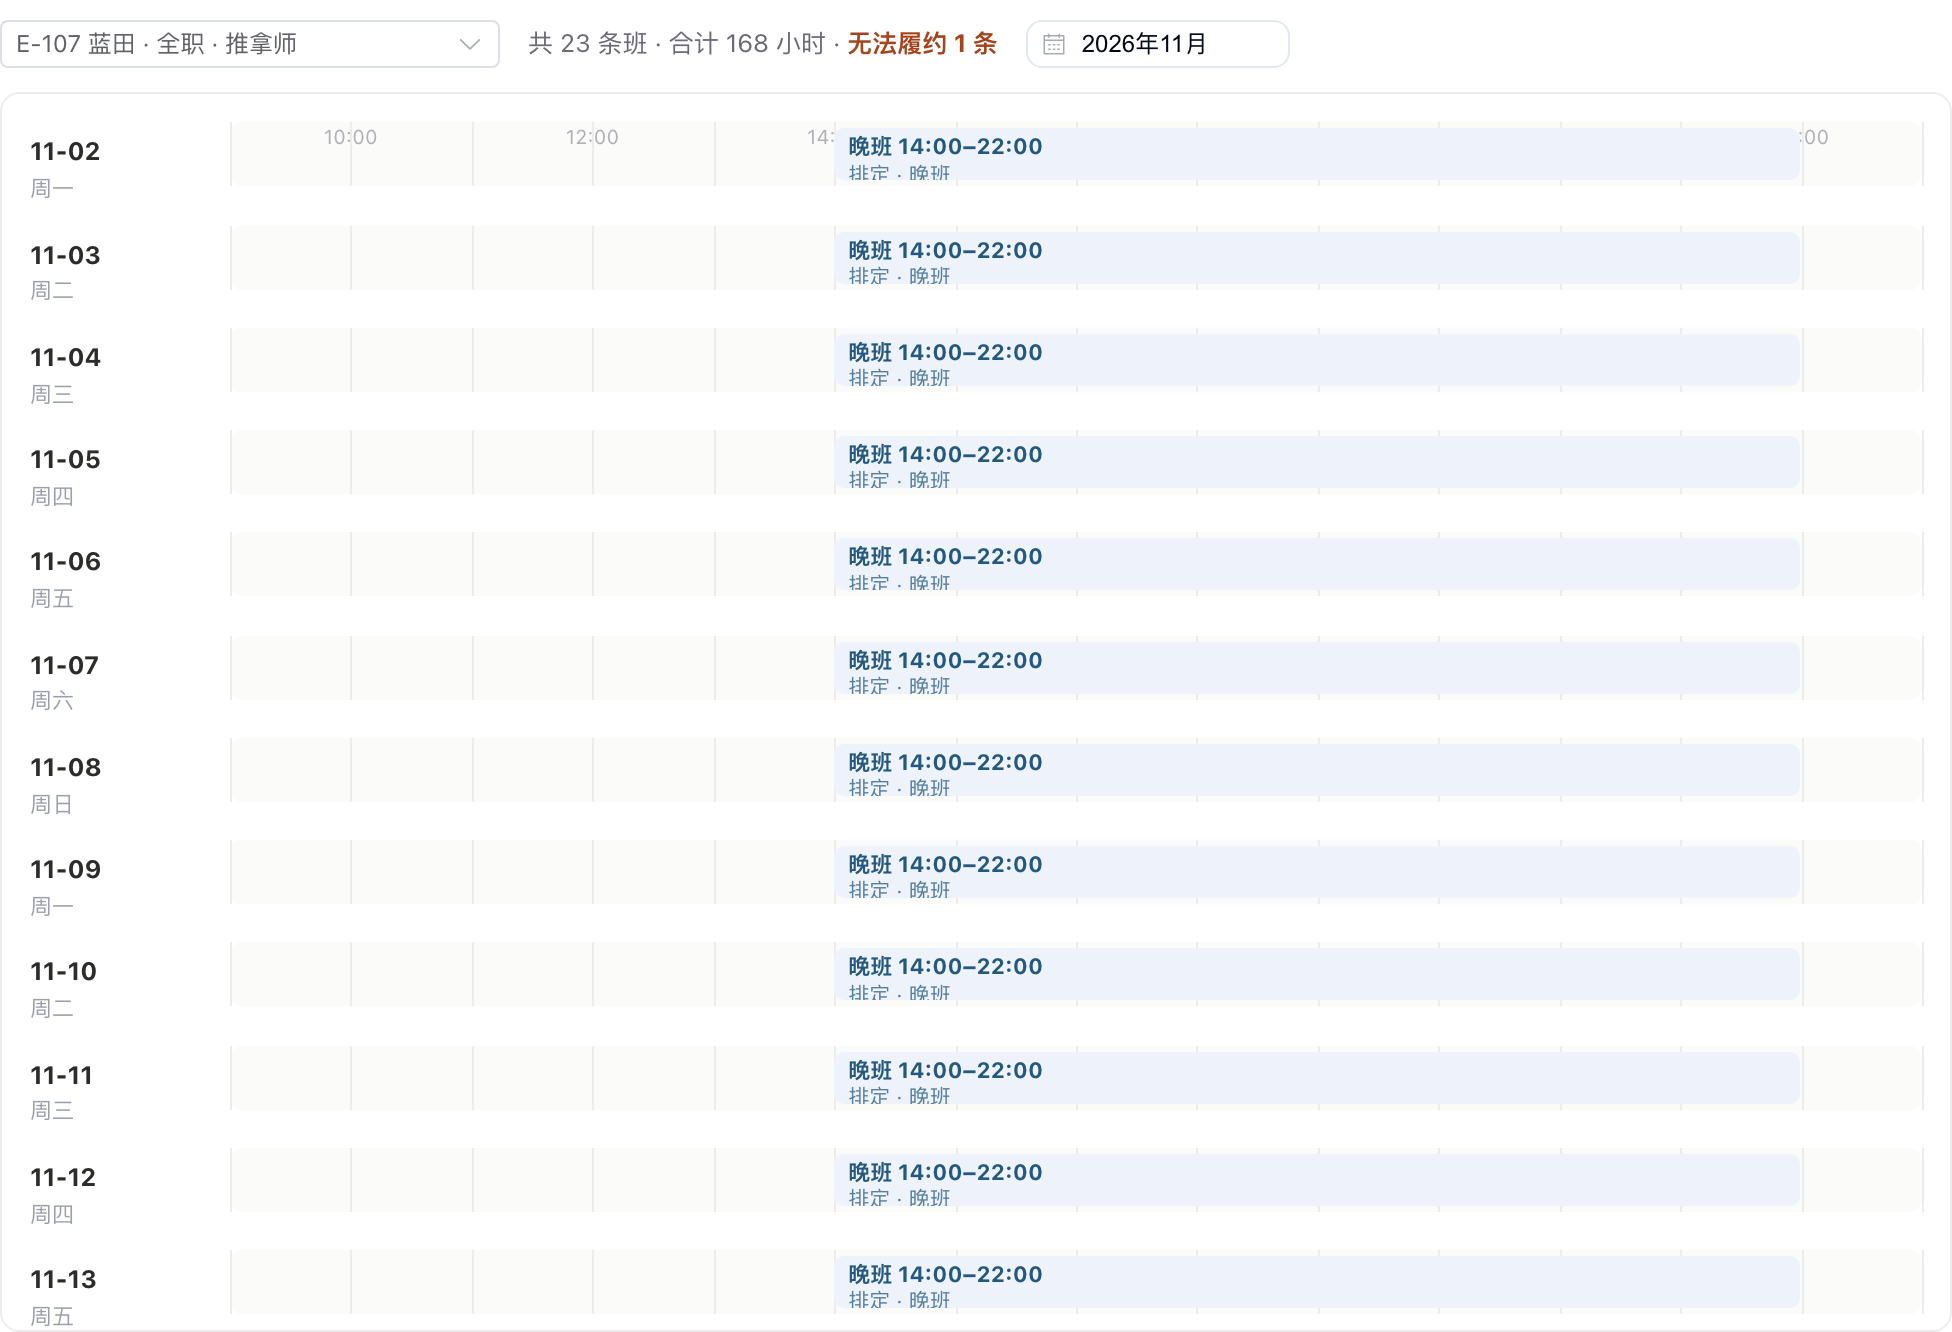 E-107 蓝田 · 全职 · 推拿师
共 23 条班 · 合计 168 小时 · 无法履约 1 条
2026年11月
10:00 12:00 14: :00
11-02
周一
晚班 14:00–22:00
排定 · 晚班
11-03
周二
晚班 14:00–22:00
排定 · 晚班
11-04
周三
晚班 14:00–22:00
排定 · 晚班
11-05
周四
晚班 14:00–22:00
排定 · 晚班
11-06
周五
晚班 14:00–22:00
排定 · 晚班
11-07
周六
晚班 14:00–22:00
排定 · 晚班
11-08
周日
晚班 14:00–22:00
排定 · 晚班
11-09
周一
晚班 14:00–22:00
排定 · 晚班
11-10
周二
晚班 14:00–22:00
排定 · 晚班
11-11
周三
晚班 14:00–22:00
排定 · 晚班
11-12
周四
晚班 14:00–22:00
排定 · 晚班
11-13
周五
晚班 14:00–22:00
排定 · 晚班